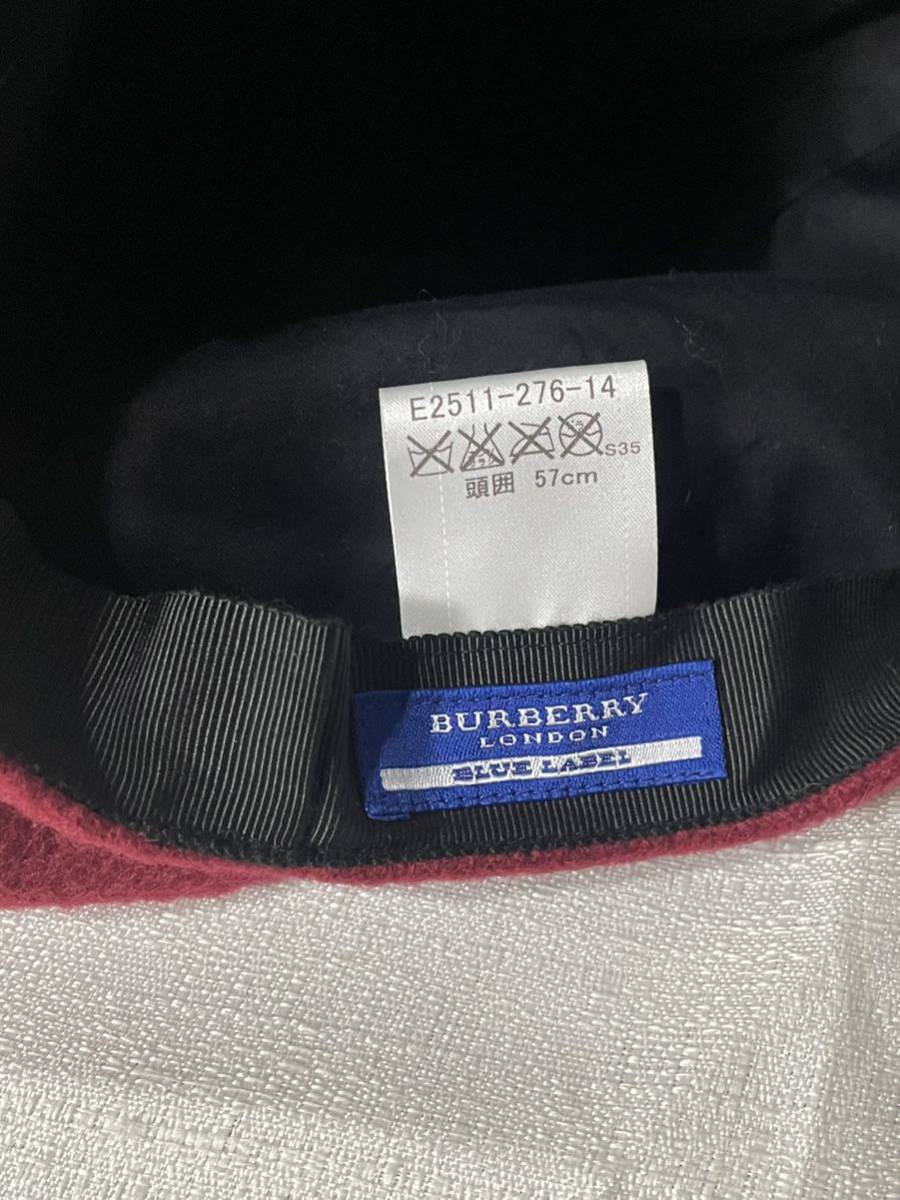 E2511-276-14
S35
頭囲 57cm
BURBERRY
LONDON
BLUE LABEL